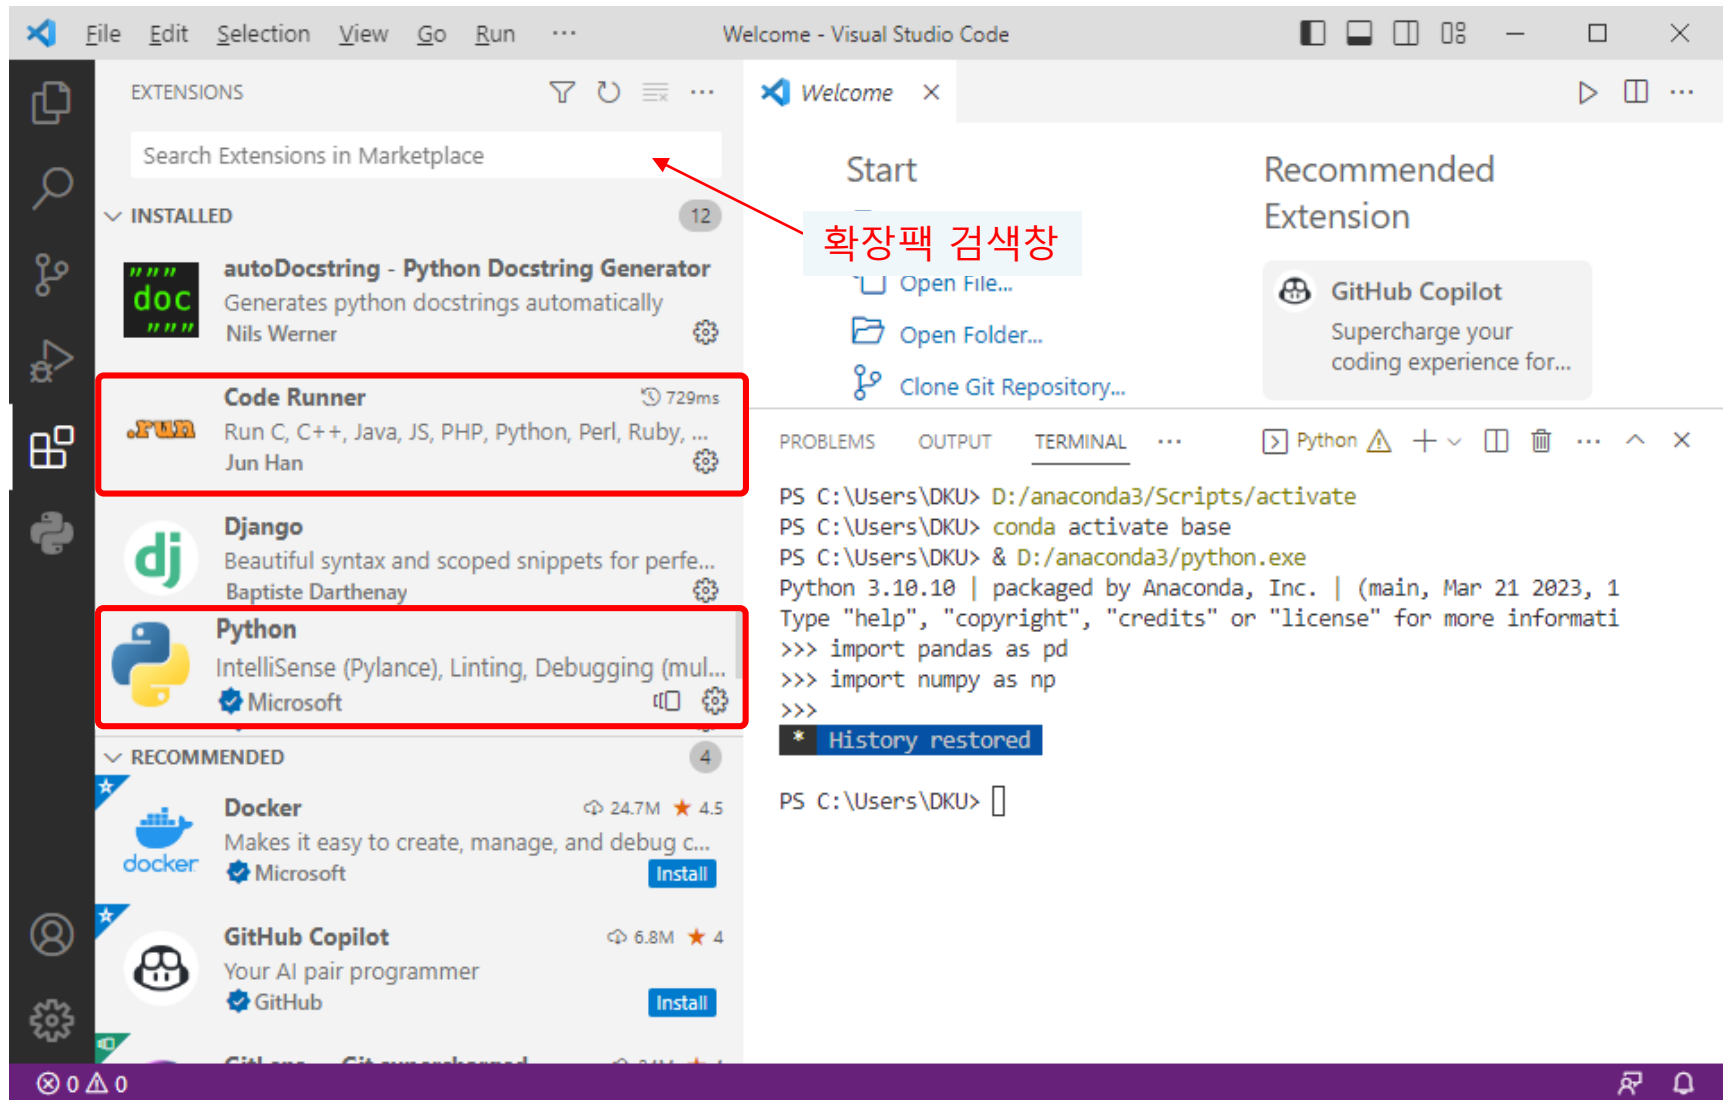 File Edit Selection View Go Run ··· Welcome - Visual Studio Code
EXTENSIONS
Search Extensions in Marketplace
INSTALLED 12
"""
doc
"""
autoDocstring - Python Docstring Generator
Generates python docstrings automatically
Nils Werner
.run
Code Runner 729ms
Run C, C++, Java, JS, PHP, Python, Perl, Ruby, ...
Jun Han
dj
Django
Beautiful syntax and scoped snippets for perfe...
Baptiste Darthenay
Python
IntelliSense (Pylance), Linting, Debugging (mul...
Microsoft
RECOMMENDED 4
docker
Docker 24.7M ★ 4.5
Makes it easy to create, manage, and debug c...
Microsoft Install
GitHub Copilot 6.8M ★ 4
Your AI pair programmer
GitHub Install
Welcome
Start
확장팩 검색창
Open File...
Open Folder...
Clone Git Repository...
Recommended
Extension
GitHub Copilot
Supercharge your
coding experience for...
PROBLEMS OUTPUT TERMINAL ··· Python
PS C:\Users\DKU> D:/anaconda3/Scripts/activate
PS C:\Users\DKU> conda activate base
PS C:\Users\DKU> & D:/anaconda3/python.exe
Python 3.10.10 | packaged by Anaconda, Inc. | (main, Mar 21 2023, 1
Type "help", "copyright", "credits" or "license" for more informati
>>> import pandas as pd
>>> import numpy as np
>>>
* History restored
PS C:\Users\DKU>
0 0